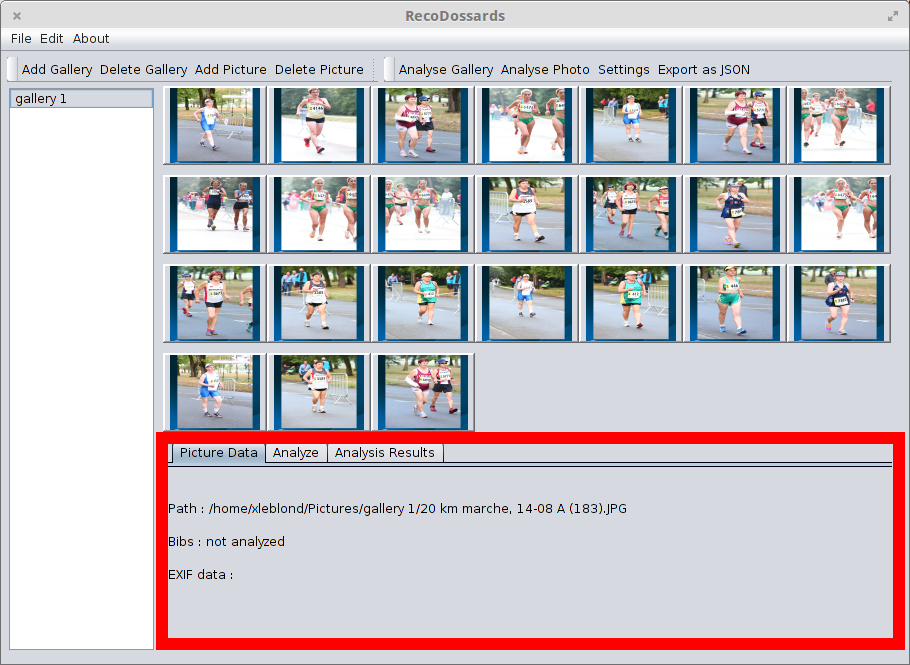 RecoDossards
File Edit About
Add Gallery Delete Gallery Add Picture Delete Picture Analyse Gallery Analyse Photo Settings Export as JSON
gallery 1
Picture Data Analyze Analysis Results
Path : /home/xleblond/Pictures/gallery 1/20 km marche, 14-08 A (183).JPG
Bibs : not analyzed
EXIF data :